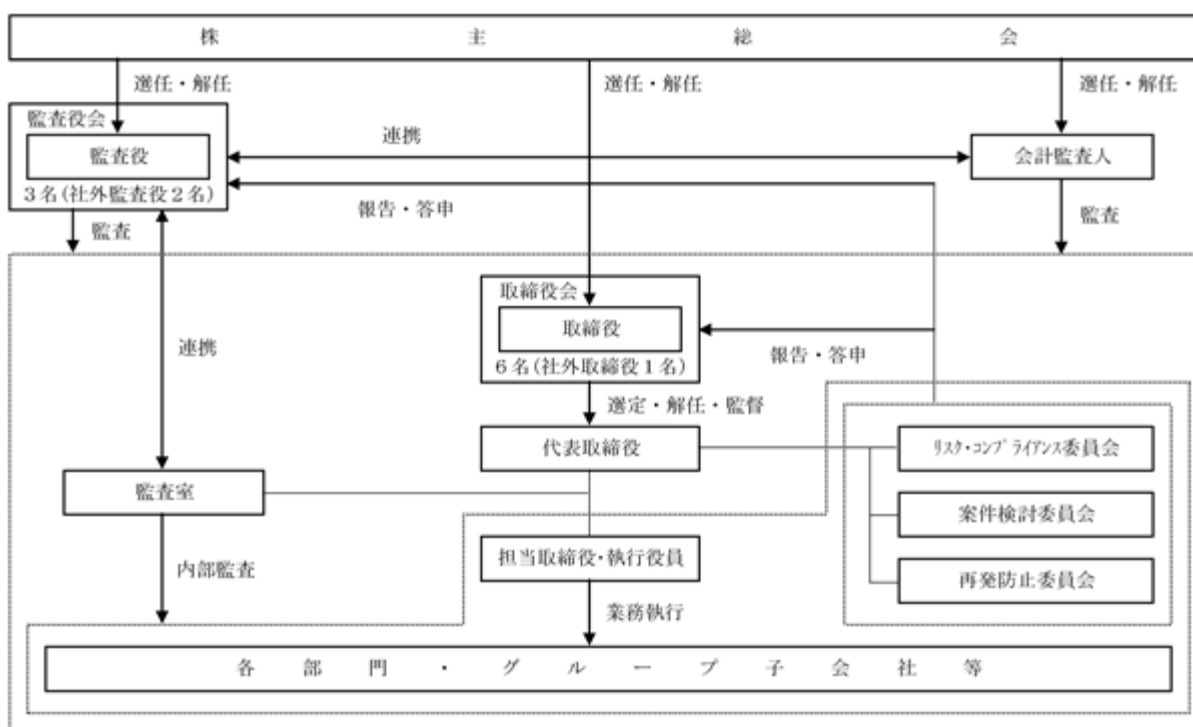 株主総会
選任・解任
選任・解任
選任・解任
監査役会
監査役
3名(社外監査役2名)
連携
会計監査人
報告・答申
監査
監査
取締役会
取締役
6名(社外取締役1名)
連携
報告・答申
選定・解任・監督
代表取締役
リスク・コンプライアンス委員会
監査室
案件検討委員会
担当取締役・執行役員
内部監査
再発防止委員会
業務執行
各部門・グループ子会社等